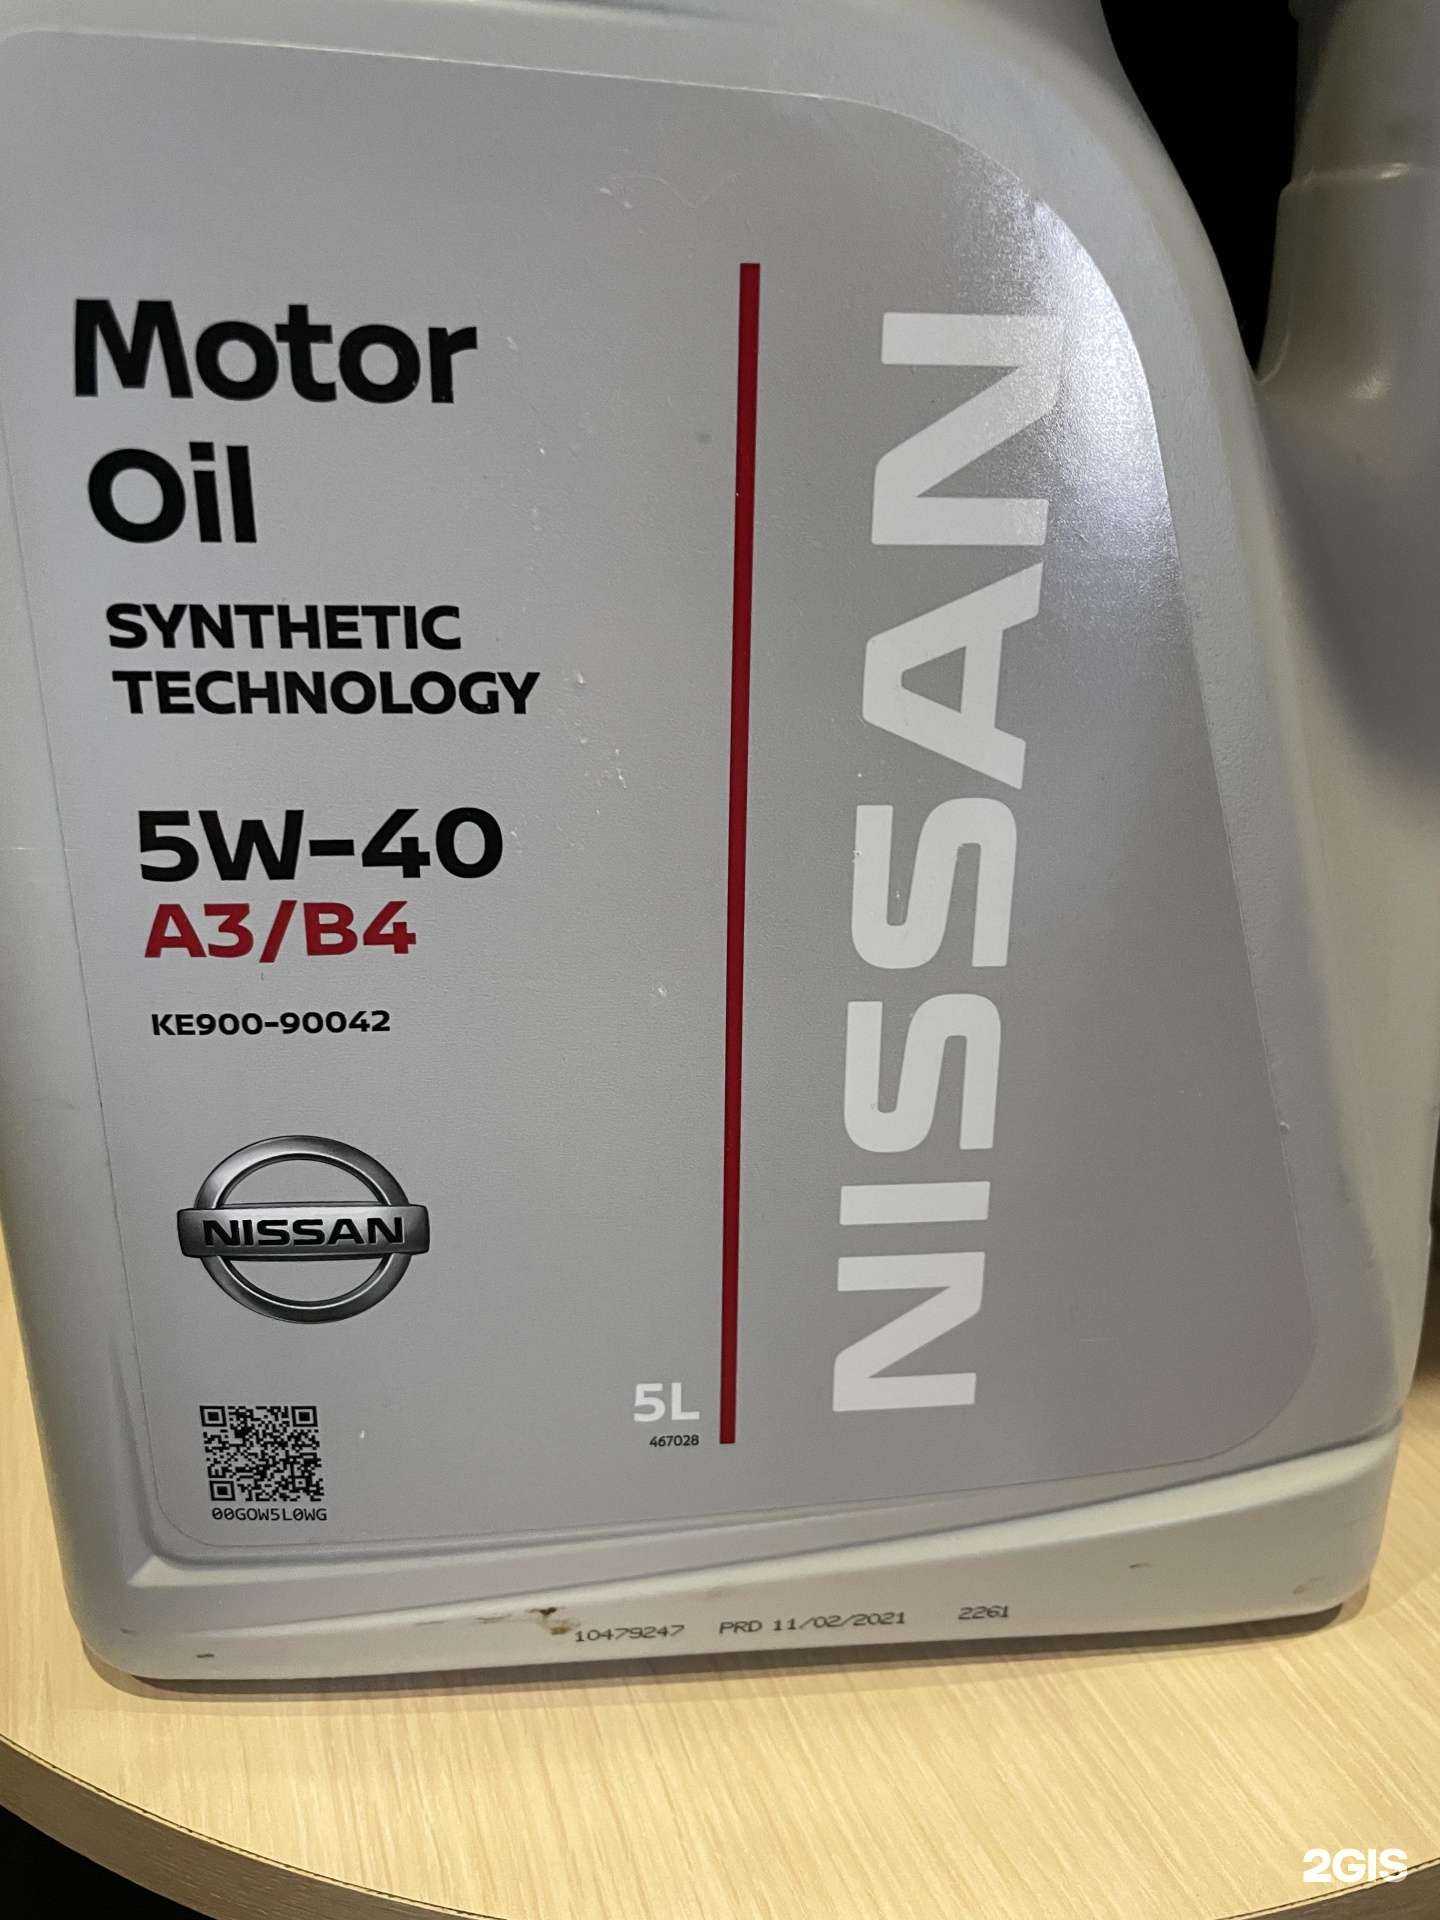 Motor
Oil
SYNTHETIC
TECHNOLOGY
5W-40
A3/B4
KE900-90042
NISSAN
NISSAN
5L
467028
00GOW5L0WG
10479247 PRD 11/02/2021 2261
2GIS